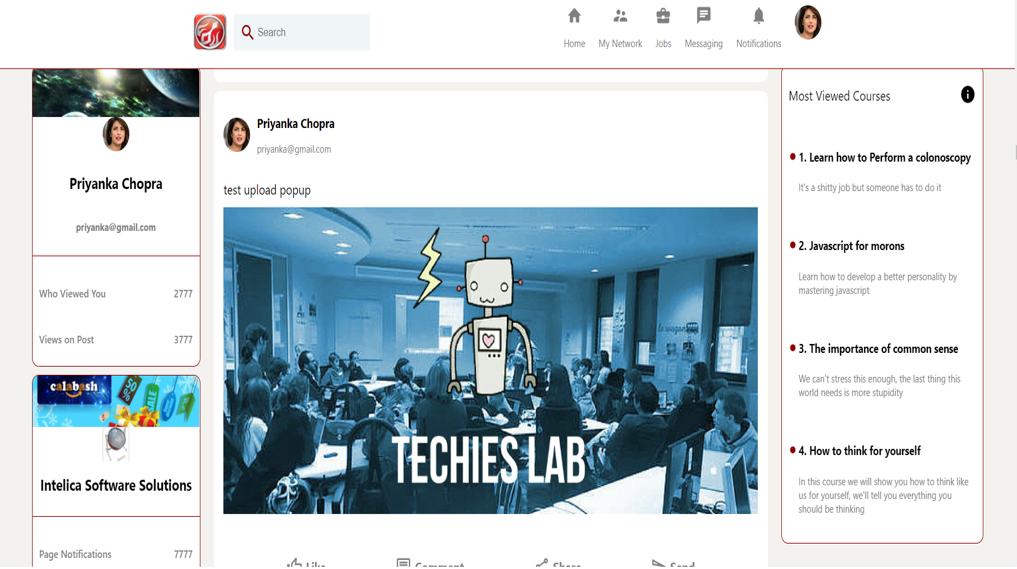 Search
Home
My Network
Jobs
Messaging
Notifications
Priyanka Chopra
priyanka@gmail.com
Who Viewed You 2777
Views on Post 3777
calabash
50%
SALE
Intelica Software Solutions
Page Notifications 7777
Priyanka Chopra
priyanka@gmail.com
test upload popup
TECHIES LAB
Like
Comment
Share
Send
Most Viewed Courses
1. Learn how to Perform a colonoscopy
It's a shitty job but someone has to do it
2. Javascript for morons
Learn how to develop a better personality by
mastering javascript
3. The importance of common sense
We can't stress this enough, the last thing this
world needs is more stupidity
4. How to think for yourself
In this course we will show you how to think like
us for yourself, we'll tell you everything you
should be thinking